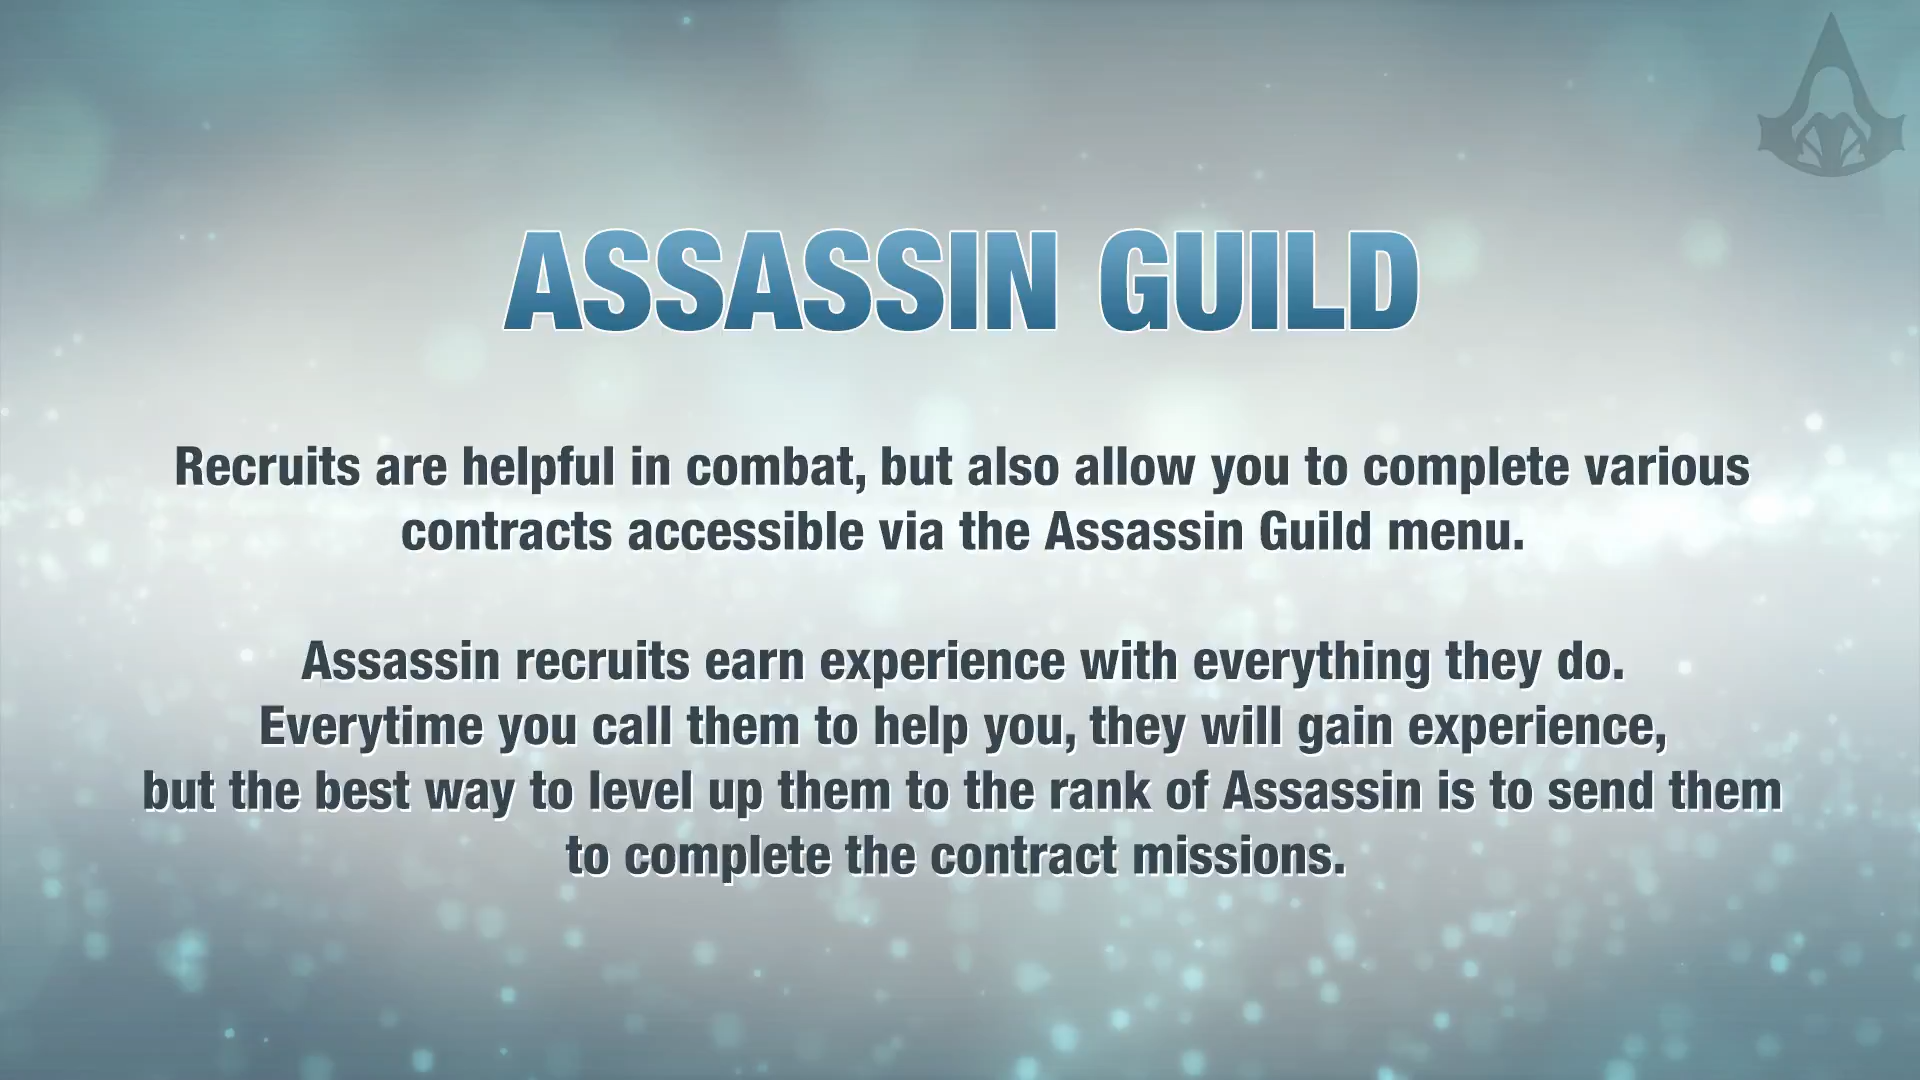 ASSASSIN GUILD
Recruits are helpful in combat, but also allow you to complete various
contracts accessible via the Assassin Guild menu.
Assassin recruits earn experience with everything they do.
Everytime you call them to help you, they will gain experience,
but the best way to level up them to the rank of Assassin is to send them
to complete the contract missions.